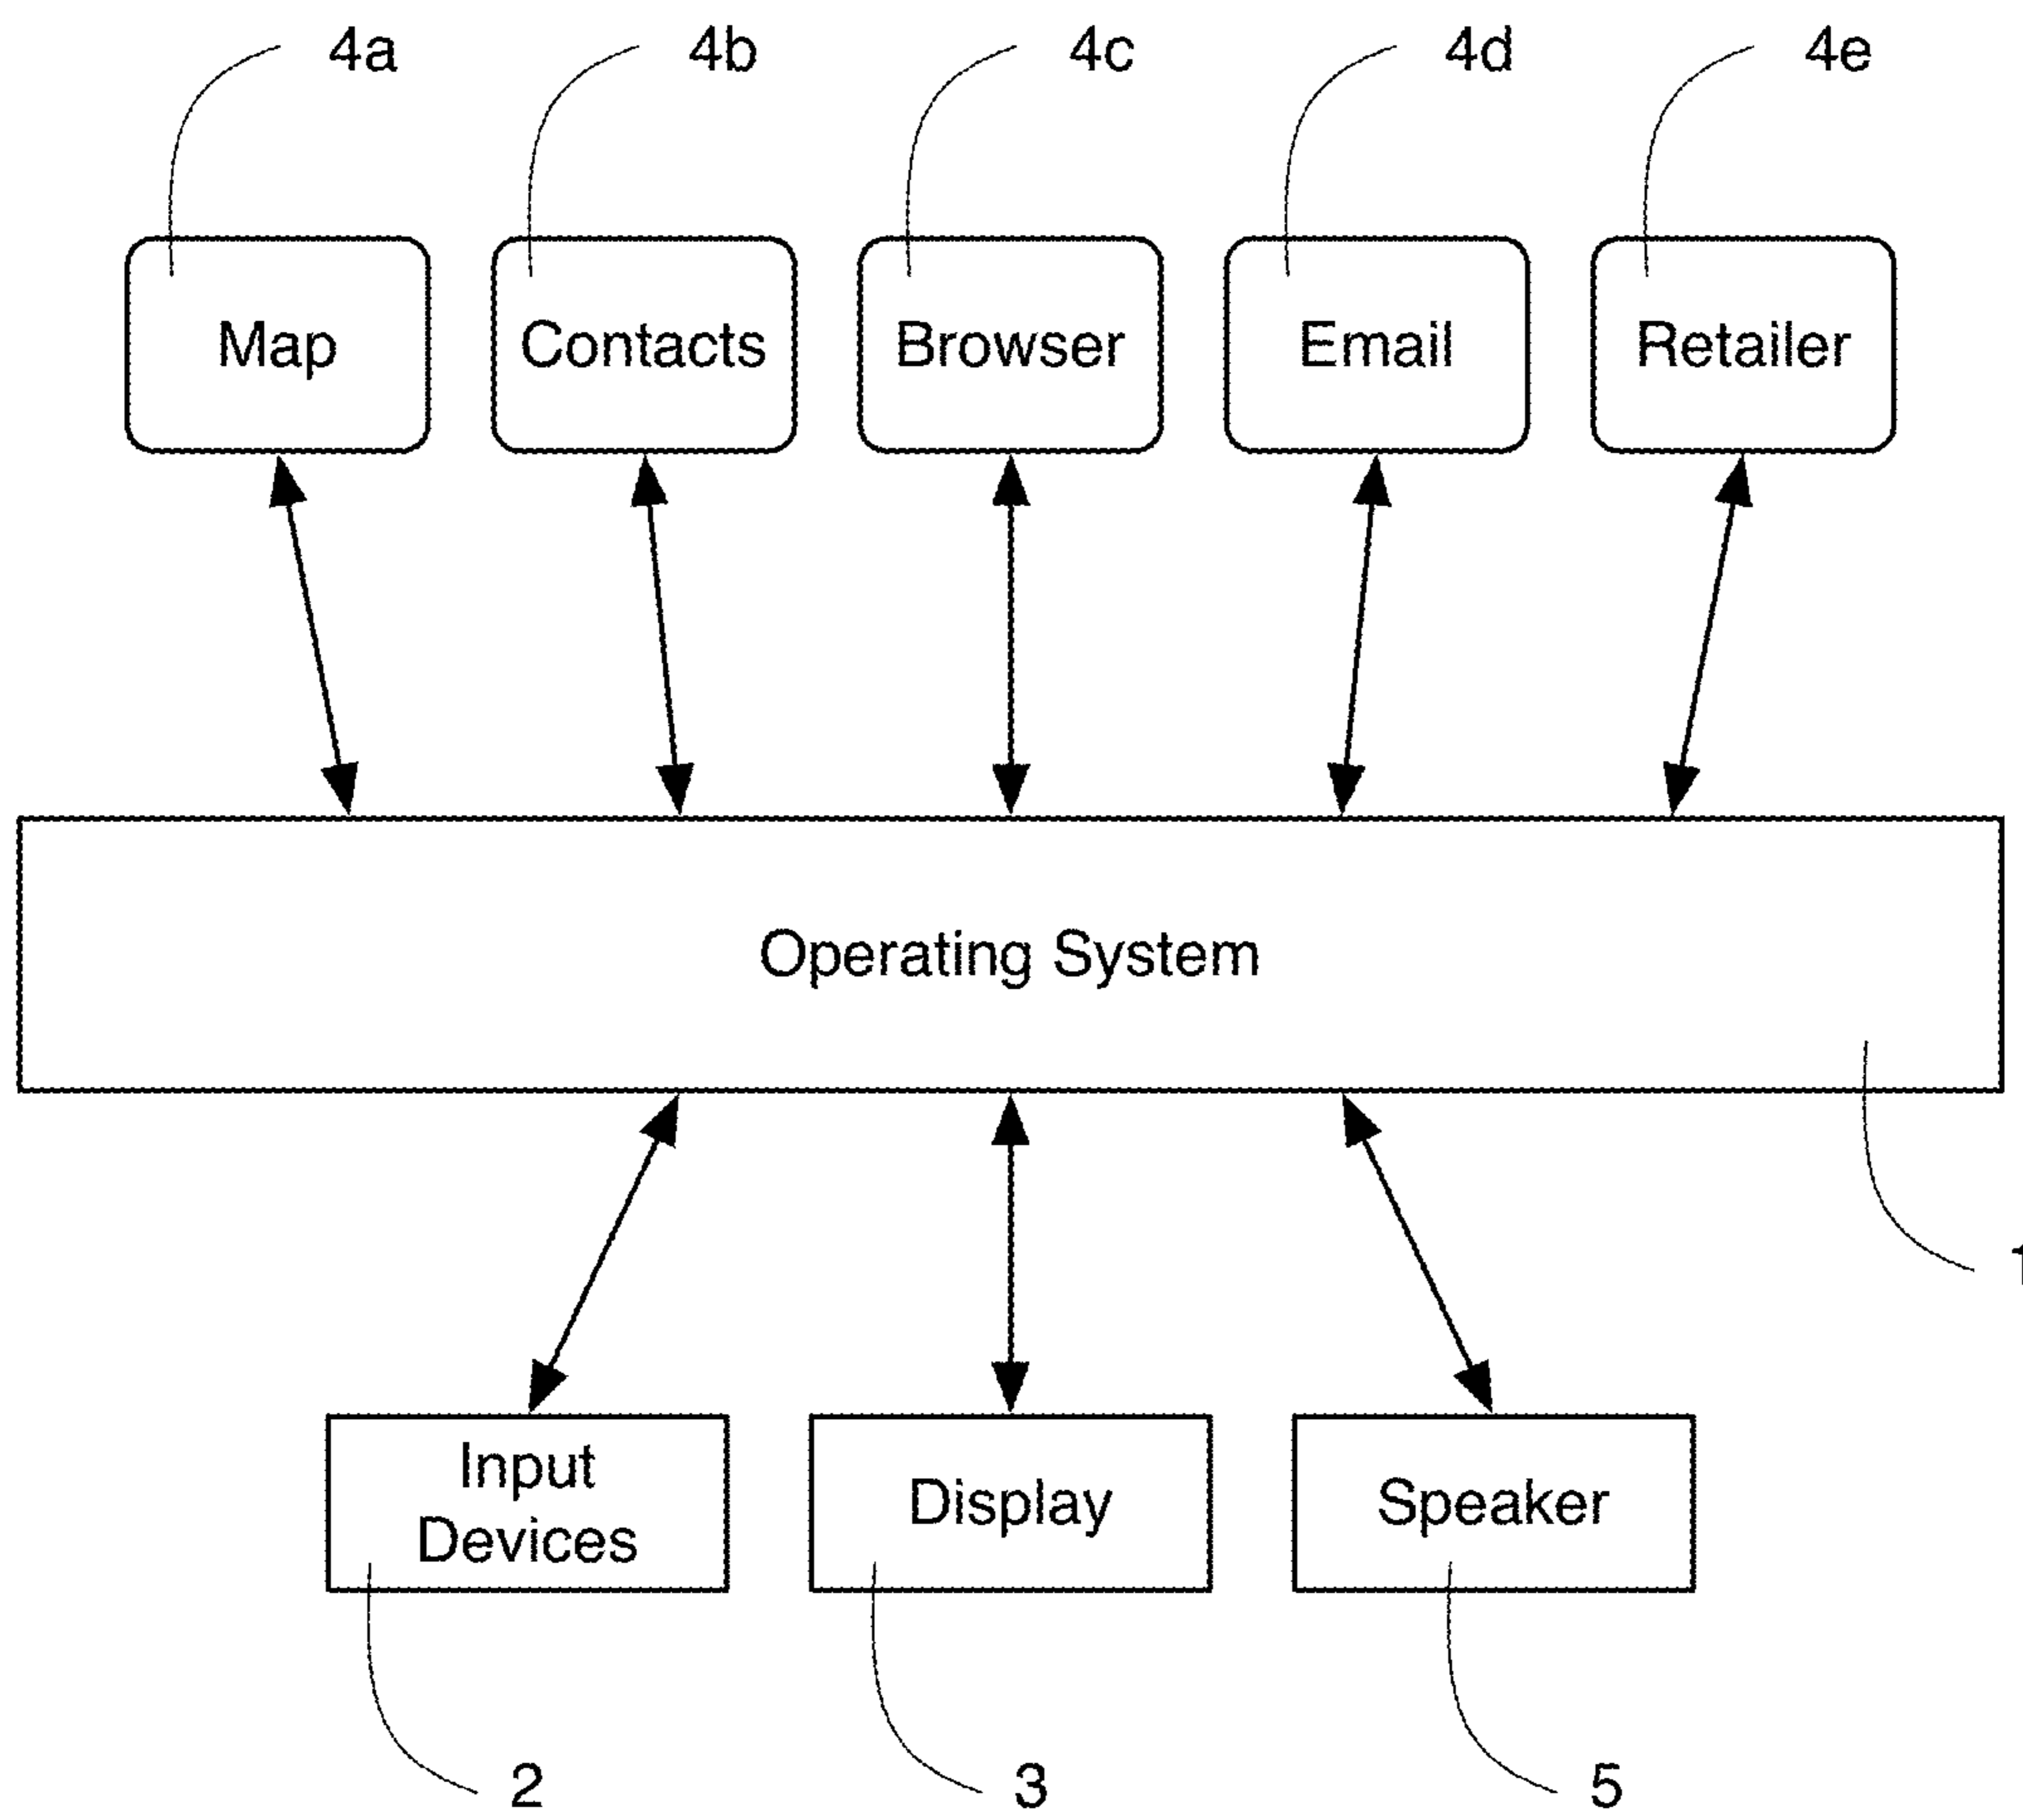 4a 4b 4c 4d 4e
Map Contacts Browser Email Retailer
Operating System
1
Input
Devices
Display
Speaker
2 3 5